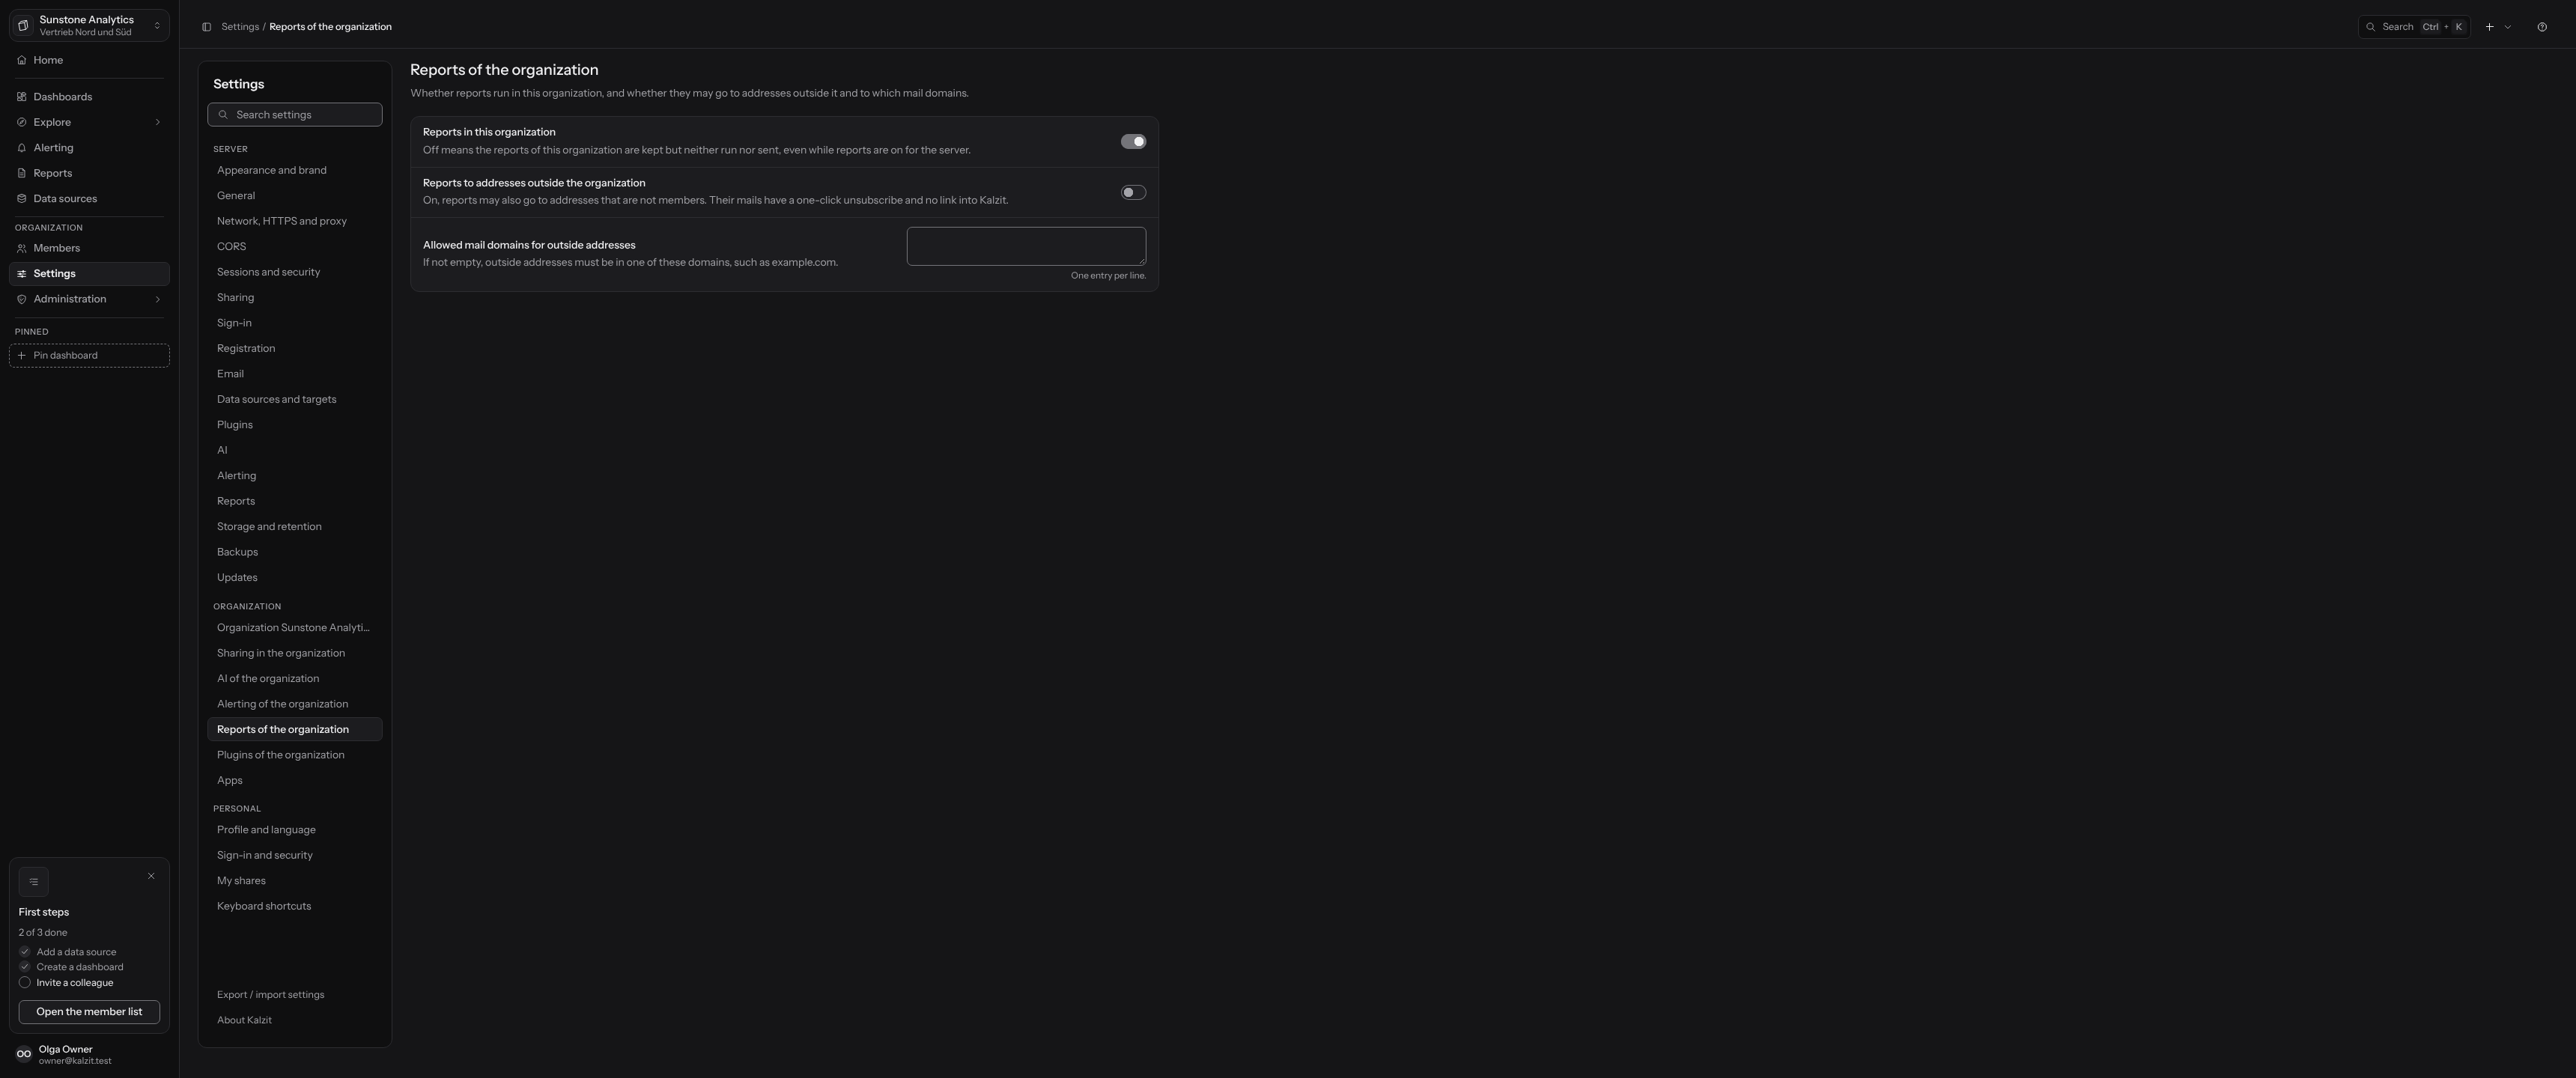 Sunstone Analytics
Vertrieb Nord und Süd
Home
Dashboards
Explore
Alerting
Reports
Data sources
ORGANIZATION
Members
Settings
Administration
PINNED
Pin dashboard
First steps
2 of 3 done
Add a data source
Create a dashboard
Invite a colleague
Open the member list
OO
Olga Owner
owner@kalzit.test
Settings / Reports of the organization
Search Ctrl + K
Settings
Search settings
SERVER
Appearance and brand
General
Network, HTTPS and proxy
CORS
Sessions and security
Sharing
Sign-in
Registration
Email
Data sources and targets
Plugins
AI
Alerting
Reports
Storage and retention
Backups
Updates
ORGANIZATION
Organization Sunstone Analyti...
Sharing in the organization
AI of the organization
Alerting of the organization
Reports of the organization
Plugins of the organization
Apps
PERSONAL
Profile and language
Sign-in and security
My shares
Keyboard shortcuts
Export / import settings
About Kalzit
Reports of the organization
Whether reports run in this organization, and whether they may go to addresses outside it and to which mail domains.
Reports in this organization
Off means the reports of this organization are kept but neither run nor sent, even while reports are on for the server.
Reports to addresses outside the organization
On, reports may also go to addresses that are not members. Their mails have a one-click unsubscribe and no link into Kalzit.
Allowed mail domains for outside addresses
If not empty, outside addresses must be in one of these domains, such as example.com.
One entry per line.